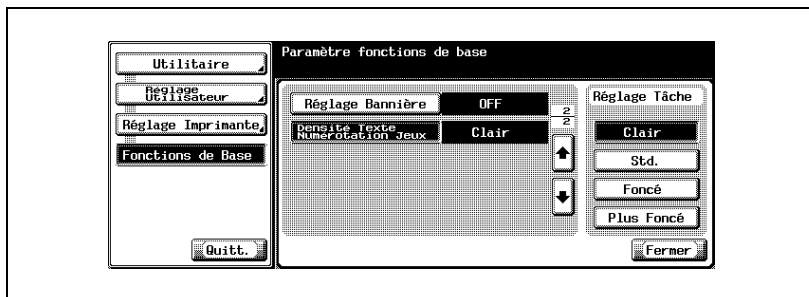 Paramètre fonctions de base
Utilitaire
Réglage
Utilisateur
Réglage Imprimante
Fonctions de Base
Quitt.
Réglage Bannière
OFF
Densité Texte
Numérotation Jeux
Clair
2
2
Réglage Tâche
Clair
Std.
Foncé
Plus Foncé
Fermer